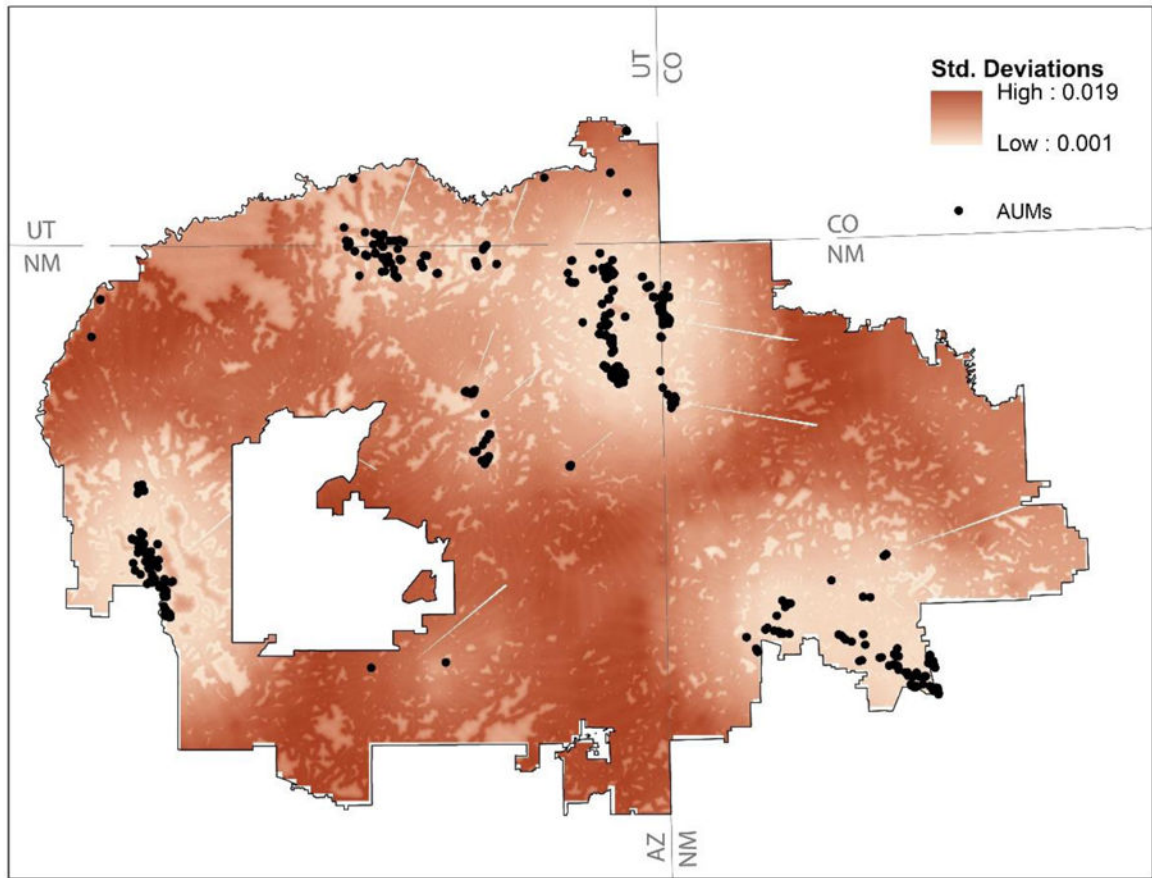 UT
CO
Std. Deviations
High : 0.019
Low : 0.001
AUMs
UT
NM
CO
NM
AZ
NM